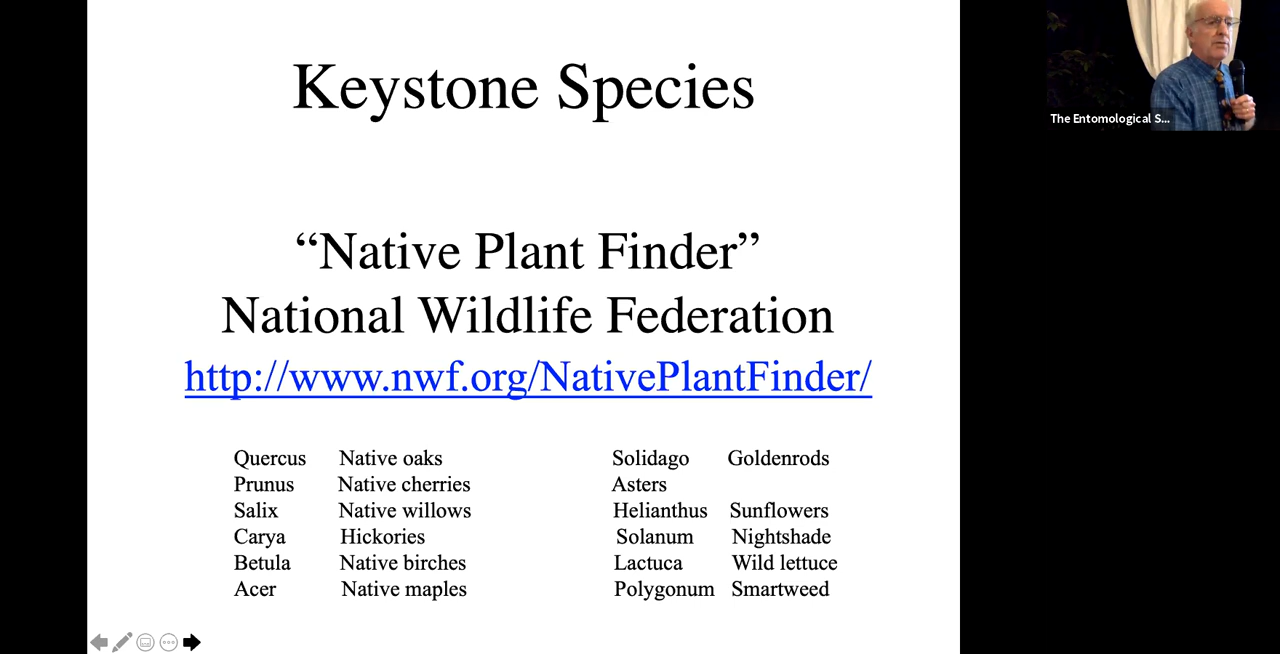 Keystone Species
“Native Plant Finder”
National Wildlife Federation
http://www.nwf.org/NativePlantFinder/
Quercus Native oaks
Prunus Native cherries
Salix Native willows
Carya Hickories
Betula Native birches
Acer Native maples
Solidago Goldenrods
Asters
Helianthus Sunflowers
Solanum Nightshade
Lactuca Wild lettuce
Polygonum Smartweed
The Entomological S...